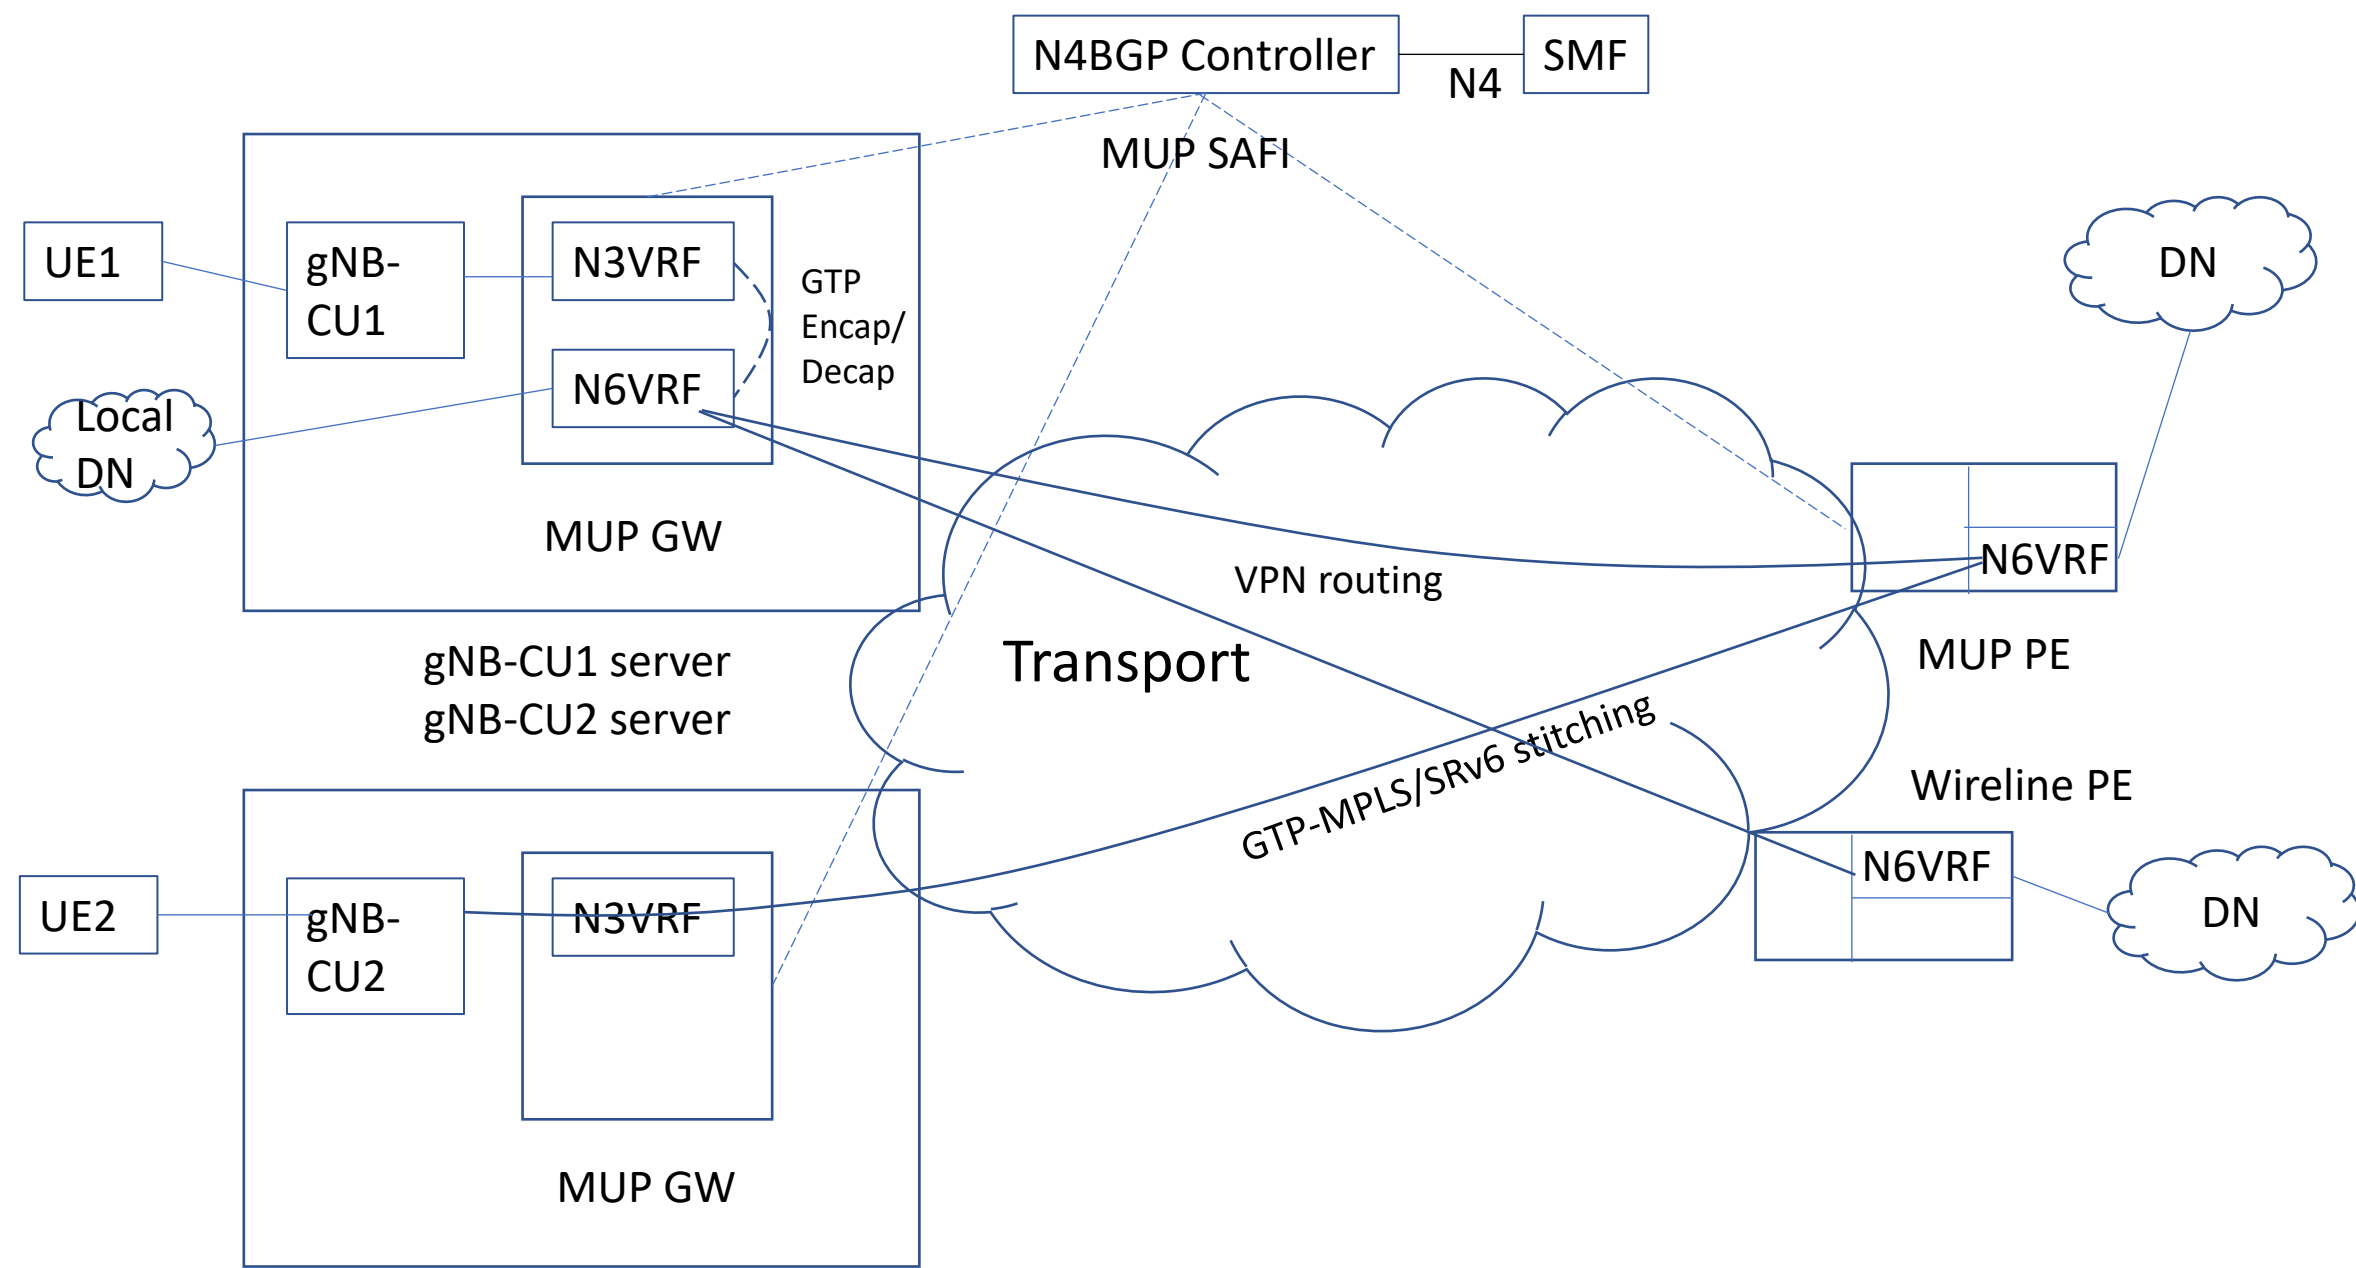 N4BGP Controller
SMF
N4
MUP SAFI
UE1
gNB-
CU1
N3VRF
GTP
Encap/
Decap
N6VRF
Local
DN
MUP GW
DN
N6VRF
VPN routing
MUP PE
Transport
gNB-CU1 server
gNB-CU2 server
GTP-MPLS/SRv6 stitching
Wireline PE
N6VRF
DN
UE2
gNB-
CU2
N3VRF
MUP GW